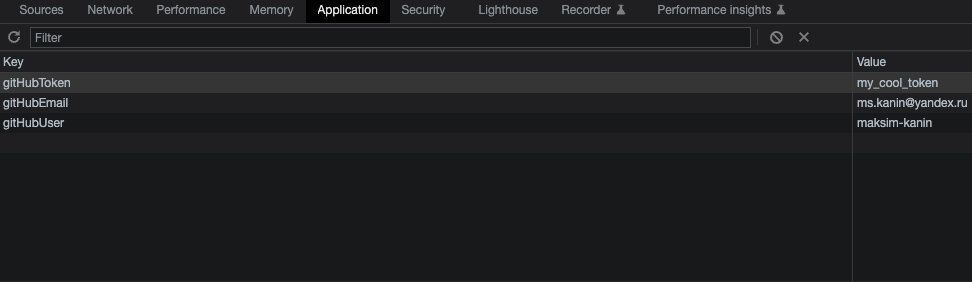 Sources Network Performance Memory Application Security Lighthouse Recorder Performance insights
Filter
Key Value
gitHubToken my_cool_token
gitHubEmail ms.kanin@yandex.ru
gitHubUser maksim-kanin